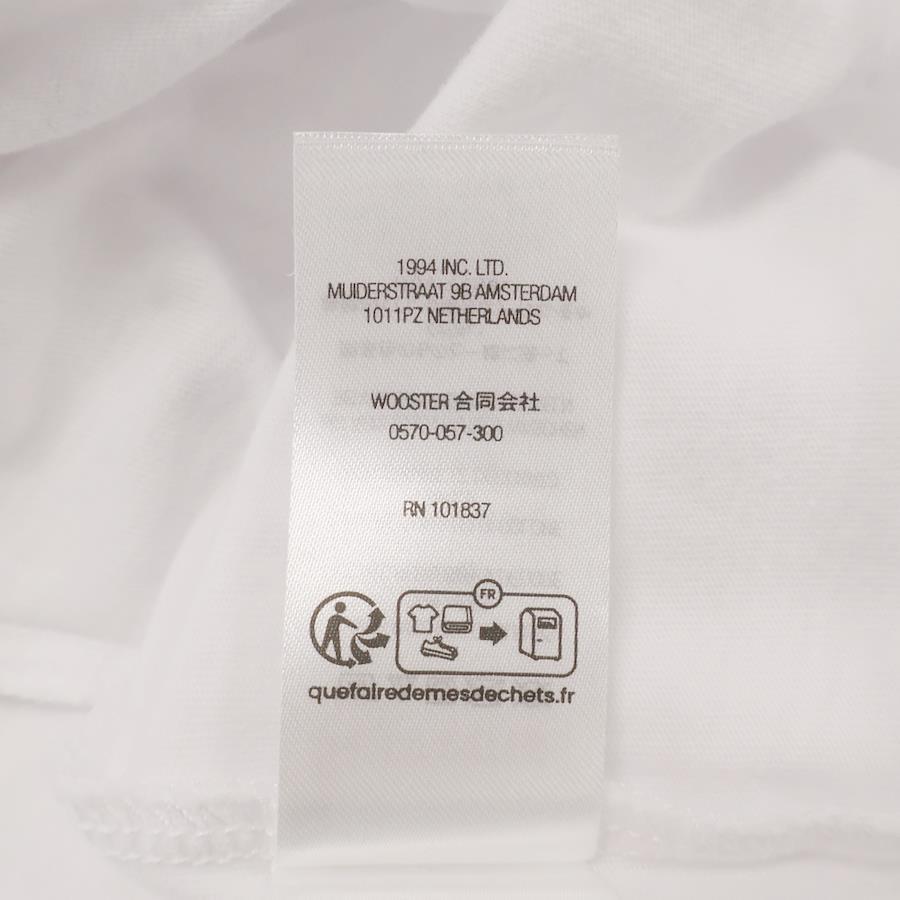 1994 INC. LTD.
MUIDERSTRAAT 9B AMSTERDAM
1011PZ NETHERLANDS
WOOSTER 合同会社
0570-057-300
RN 101837
FR
quefairedemesdechets.fr